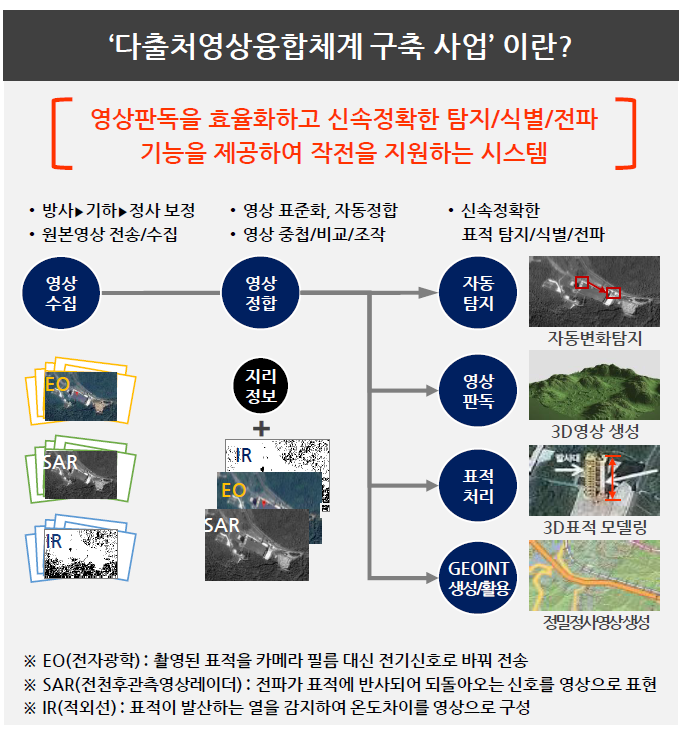 ‘다출처영상융합체계 구축 사업’ 이란?
영상판독을 효율화하고 신속정확한 탐지/식별/전파
기능을 제공하여 작전을 지원하는 시스템
• 방사▶기하▶정사 보정
• 원본영상 전송/수집
• 영상 표준화, 자동정합
• 영상 중첩/비교/조작
• 신속정확한
표적 탐지/식별/전파
영상
수집
영상
정합
자동
탐지
자동변화탐지
EO
SAR
IR
지리
정보
+
IR
EO
SAR
영상
판독
3D영상 생성
표적
처리
발사대
3D표적 모델링
GEOINT
생성/활용
정밀정사영상생성
※ EO(전자광학) : 촬영된 표적을 카메라 필름 대신 전기신호로 바꿔 전송
※ SAR(전천후관측영상레이더) : 전파가 표적에 반사되어 되돌아오는 신호를 영상으로 표현
※ IR(적외선) : 표적이 발산하는 열을 감지하여 온도차이를 영상으로 구성